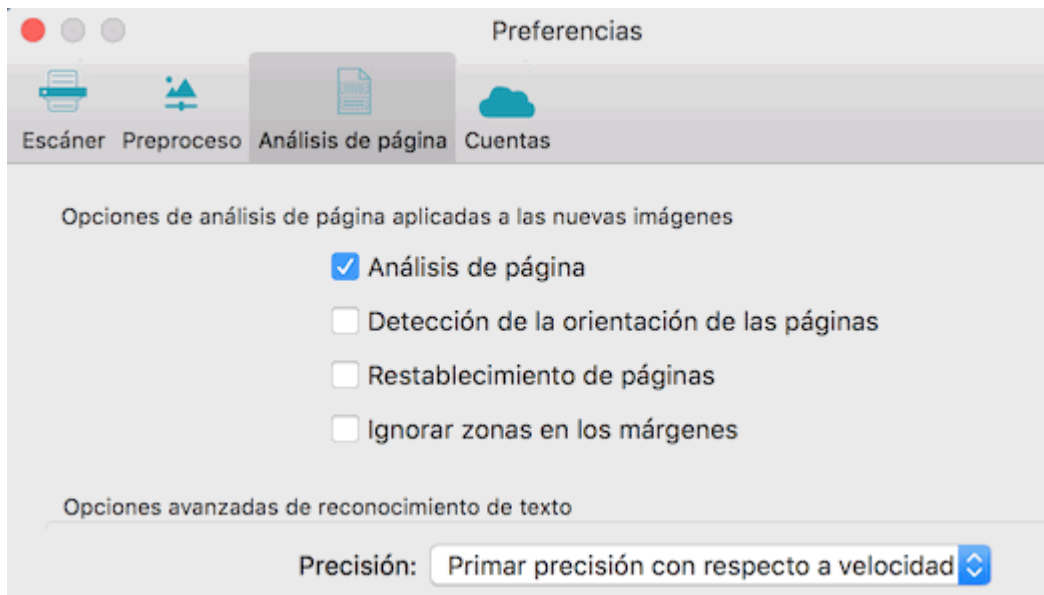 Preferencias
Escáner Preproceso Análisis de página Cuentas
Opciones de análisis de página aplicadas a las nuevas imágenes
Análisis de página
Detección de la orientación de las páginas
Restablecimiento de páginas
Ignorar zonas en los márgenes
Opciones avanzadas de reconocimiento de texto
Precisión: Primar precisión con respecto a velocidad